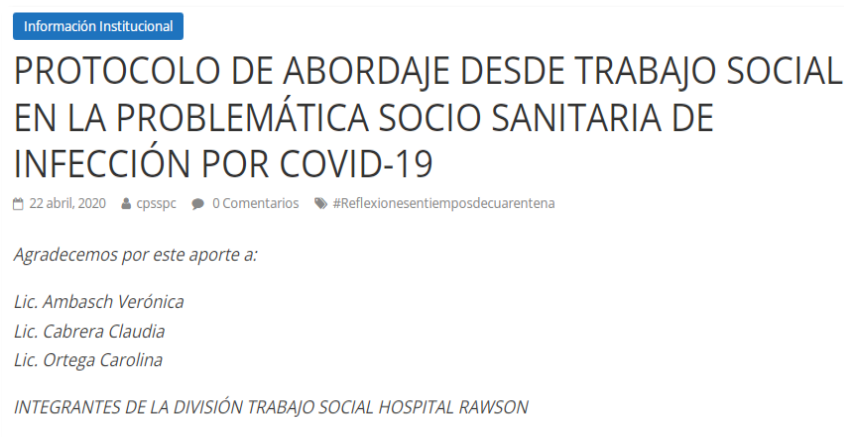 Información Institucional
PROTOCOLO DE ABORDAJE DESDE TRABAJO SOCIAL
EN LA PROBLEMÁTICA SOCIO SANITARIA DE
INFECCIÓN POR COVID-19
22 abril, 2020 cpsspc 0 Comentarios #Reflexionesentiemposdecuarentena
Agradecemos por este aporte a:
Lic. Ambasch Verónica
Lic. Cabrera Claudia
Lic. Ortega Carolina
INTEGRANTES DE LA DIVISIÓN TRABAJO SOCIAL HOSPITAL RAWSON